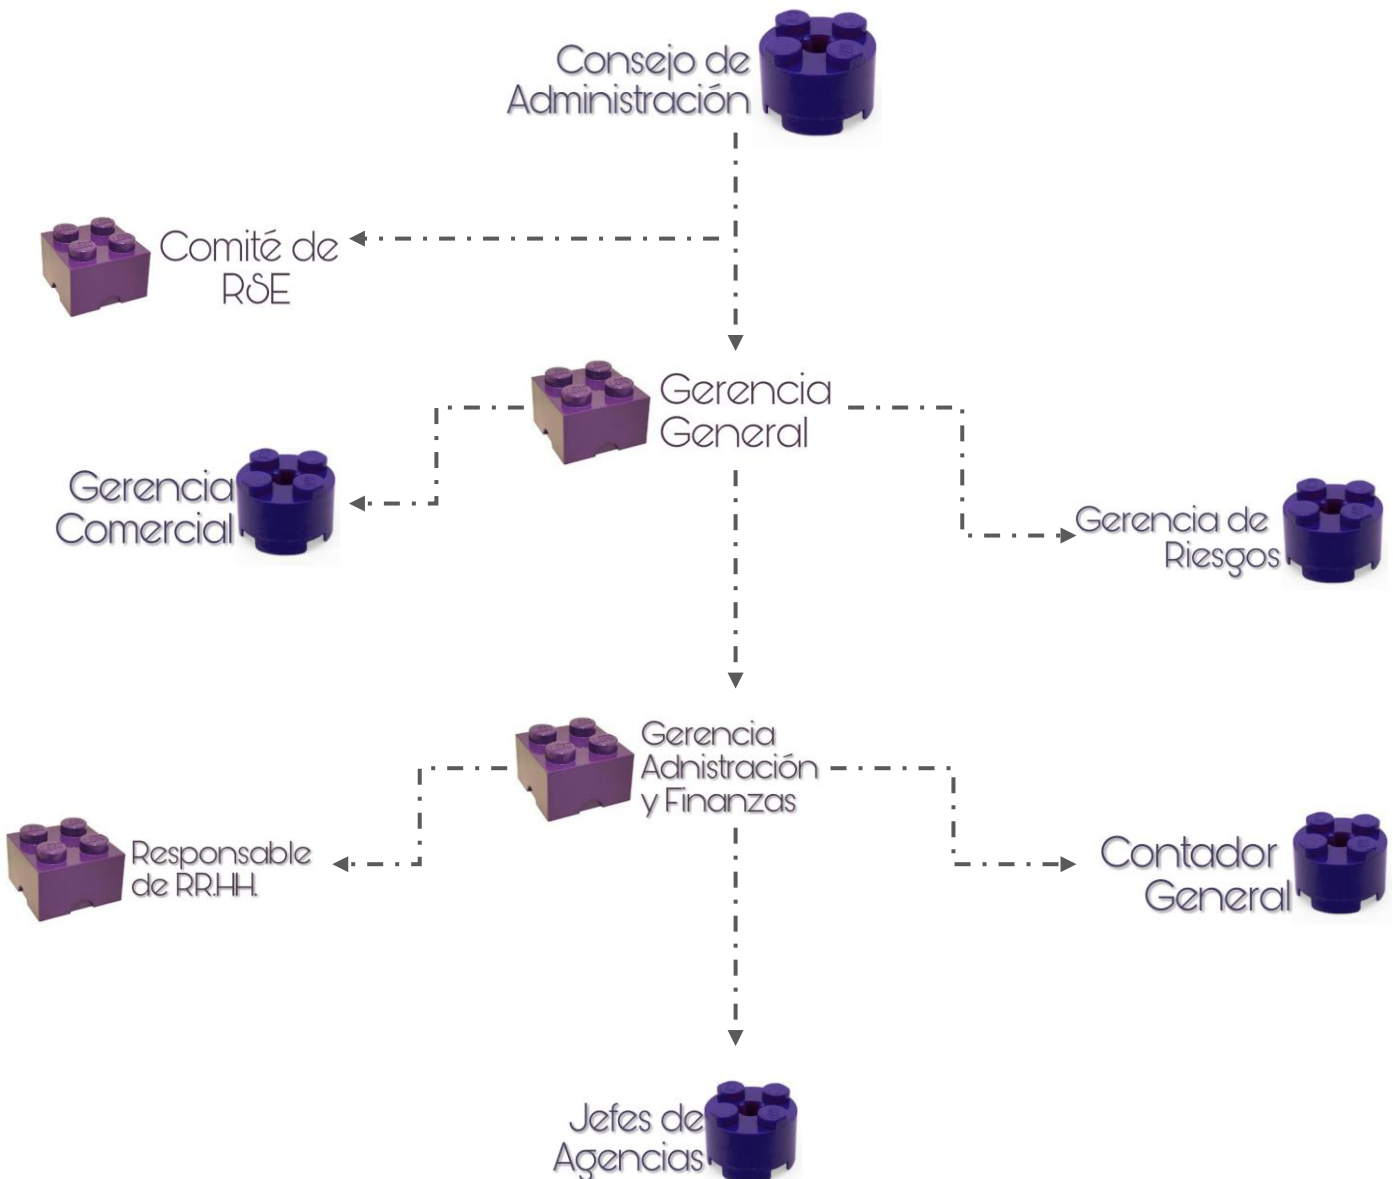 Consejo de
Administración
Comité de
RSE
Gerencia
General
Gerencia
Comercial
Gerencia de
Riesgos
Gerencia
Adnistración
y Finanzas
Responsable
de RR.HH.
Contador
General
Jefes de
Agencias